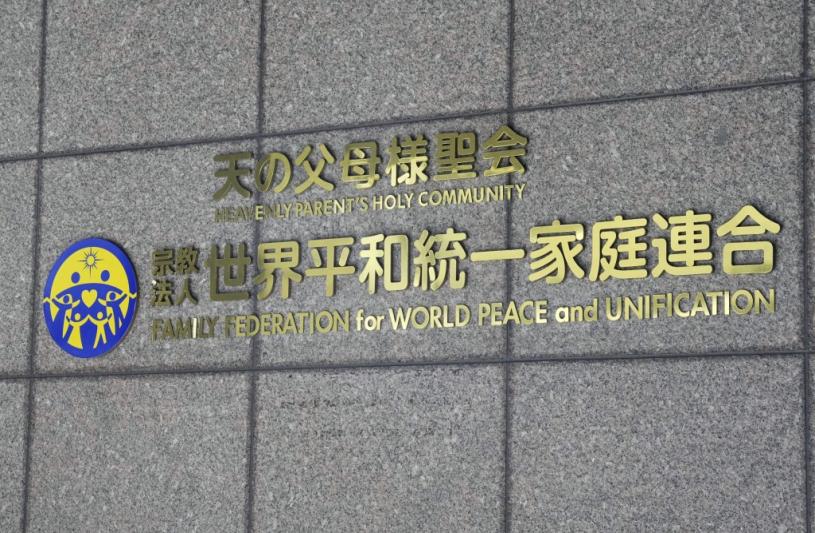 天の父母様聖会
HEAVENLY PARENT'S HOLY COMMUNITY
宗教法人 世界平和統一家庭連合
FAMILY FEDERATION for WORLD PEACE and UNIFICATION